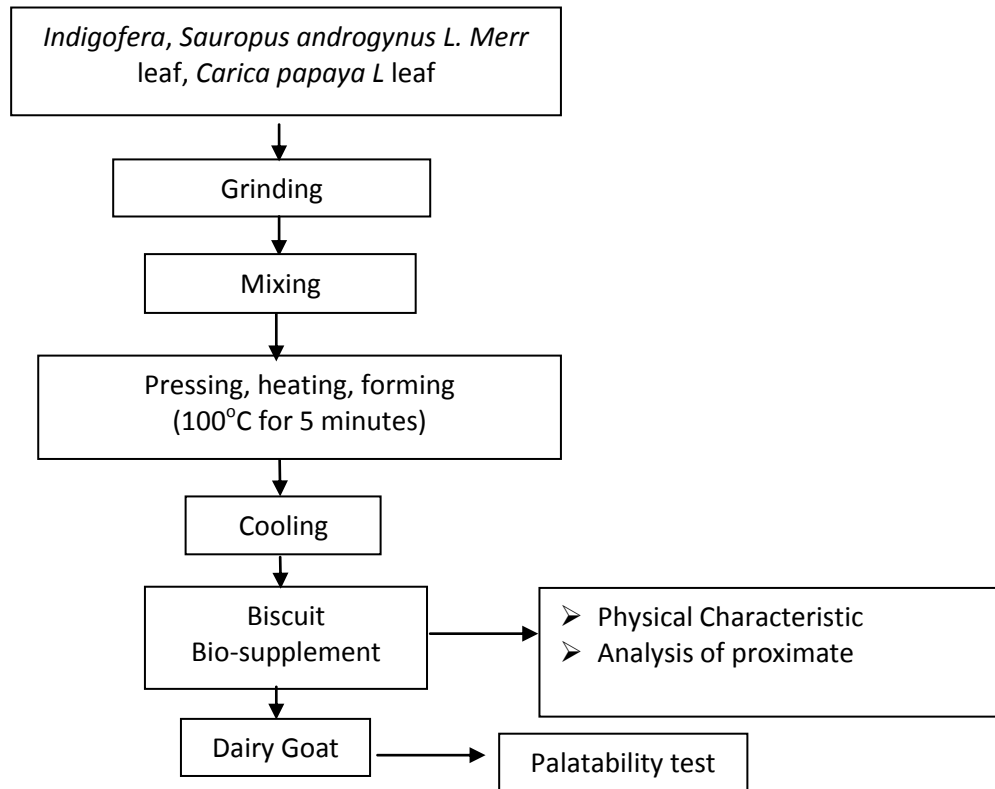 Indigofera, Sauropus androgynus L. Merr
leaf, Carica papaya L leaf
Grinding
Mixing
Pressing, heating, forming
(100°C for 5 minutes)
Cooling
Biscuit
Bio-supplement
➢ Physical Characteristic
➢ Analysis of proximate
Dairy Goat
Palatability test